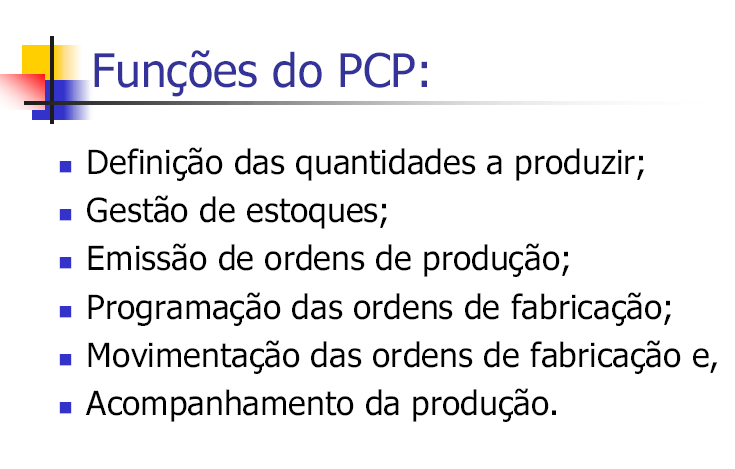 Funções do PCP:
Definição das quantidades a produzir;
Gestão de estoques;
Emissão de ordens de produção;
Programação das ordens de fabricação;
Movimentação das ordens de fabricação e,
Acompanhamento da produção.